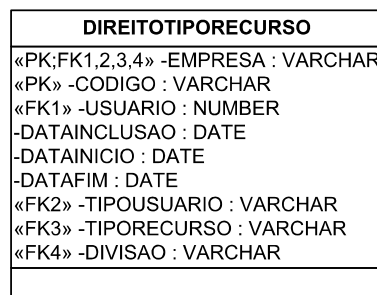 DIREITOTIPORECURSO
«PK;FK1,2,3,4» -EMPRESA : VARCHAR
«PK» -CODIGO : VARCHAR
«FK1» -USUARIO : NUMBER
-DATAINCLUSAO : DATE
-DATAINICIO : DATE
-DATAFIM : DATE
«FK2» -TIPOUSUARIO : VARCHAR
«FK3» -TIPORECURSO : VARCHAR
«FK4» -DIVISAO : VARCHAR